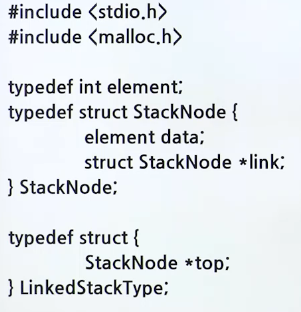 #include <stdio.h>
#include <malloc.h>
typedef int element;
typedef struct StackNode {
element data;
struct StackNode *link;
} StackNode;
typedef struct {
StackNode *top;
} LinkedStackType;